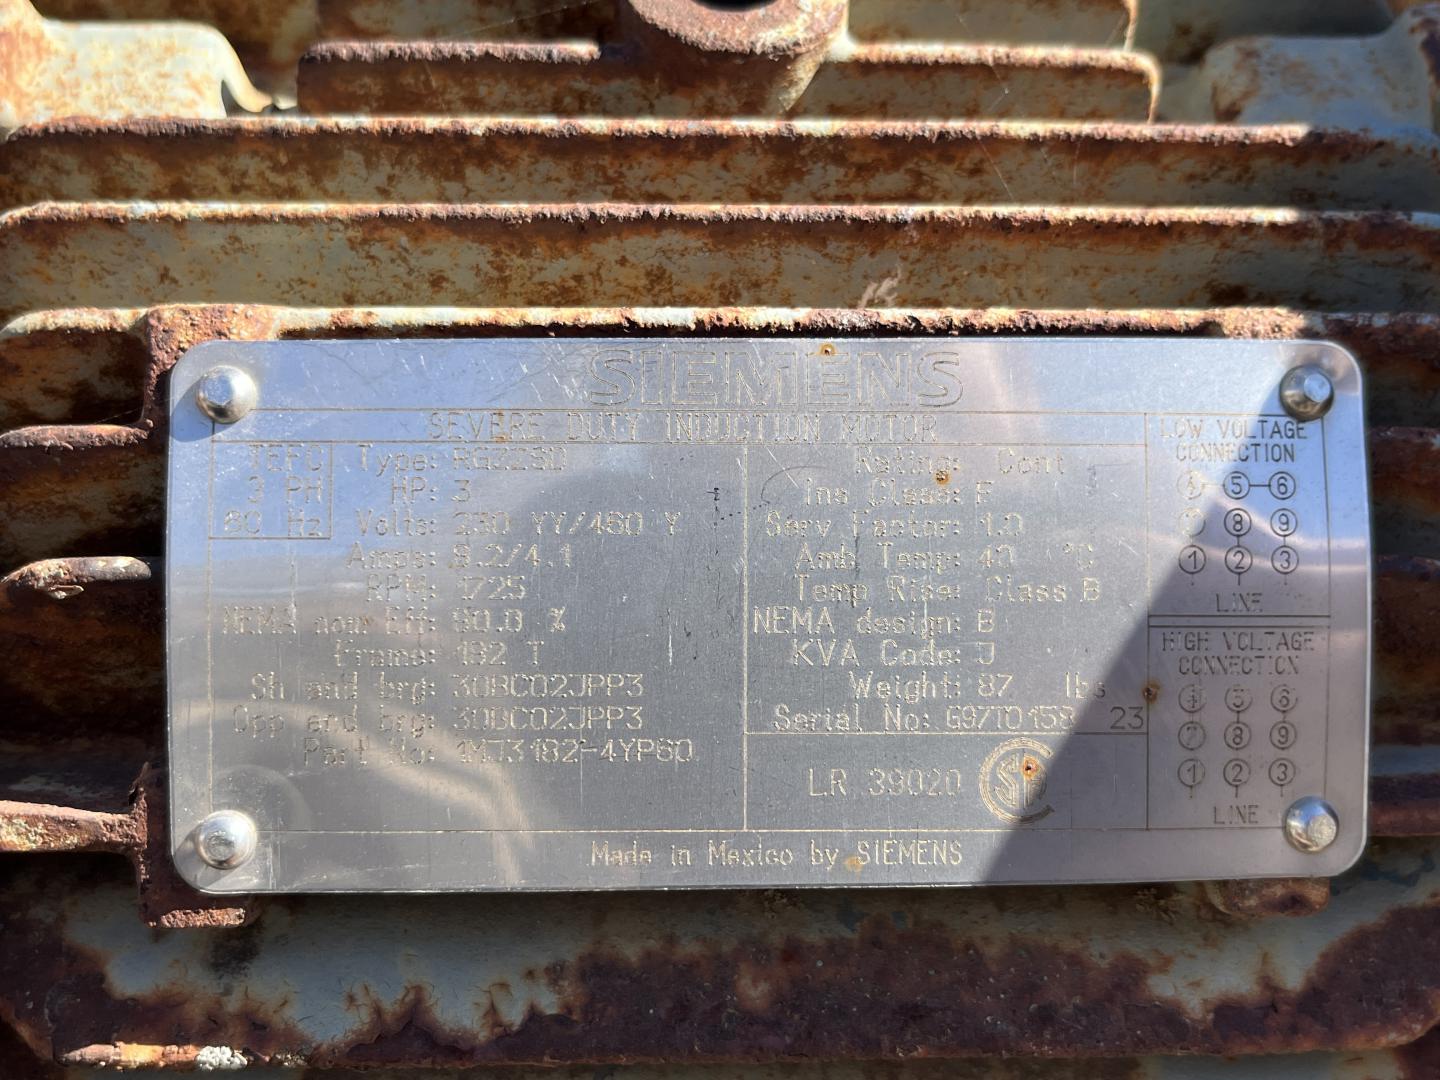 SIEMENS
SEVERE DUTY INDUCTION MOTOR
TEFC
3 PH
60 Hz
Type:
HP: 3
Volts: 230 YY/460 Y
Amps: 8.2/4.1
RPM: 1725
NEMA nom Eff: 80.0 %
Frame: 182 T
Sh end brg: 30BC02JPP3
Opp end brg: 30BC02JPP3
Part No: 1MJ3182-4YP60
Rating: Cont
Ins Class: F
Serv Factor: 1.0
Amb Temp: 40 °C
Temp Rise: Class B
NEMA design: B
KVA Code: J
Weight: 87 lbs
Serial No: 23
LR 39020
LOW VOLTAGE
CONNECTION
4 5 6
7 8 9
1 2 3
LINE
HIGH VOLTAGE
CONNECTION
4 5 6
7 8 9
1 2 3
LINE
Made in Mexico by SIEMENS